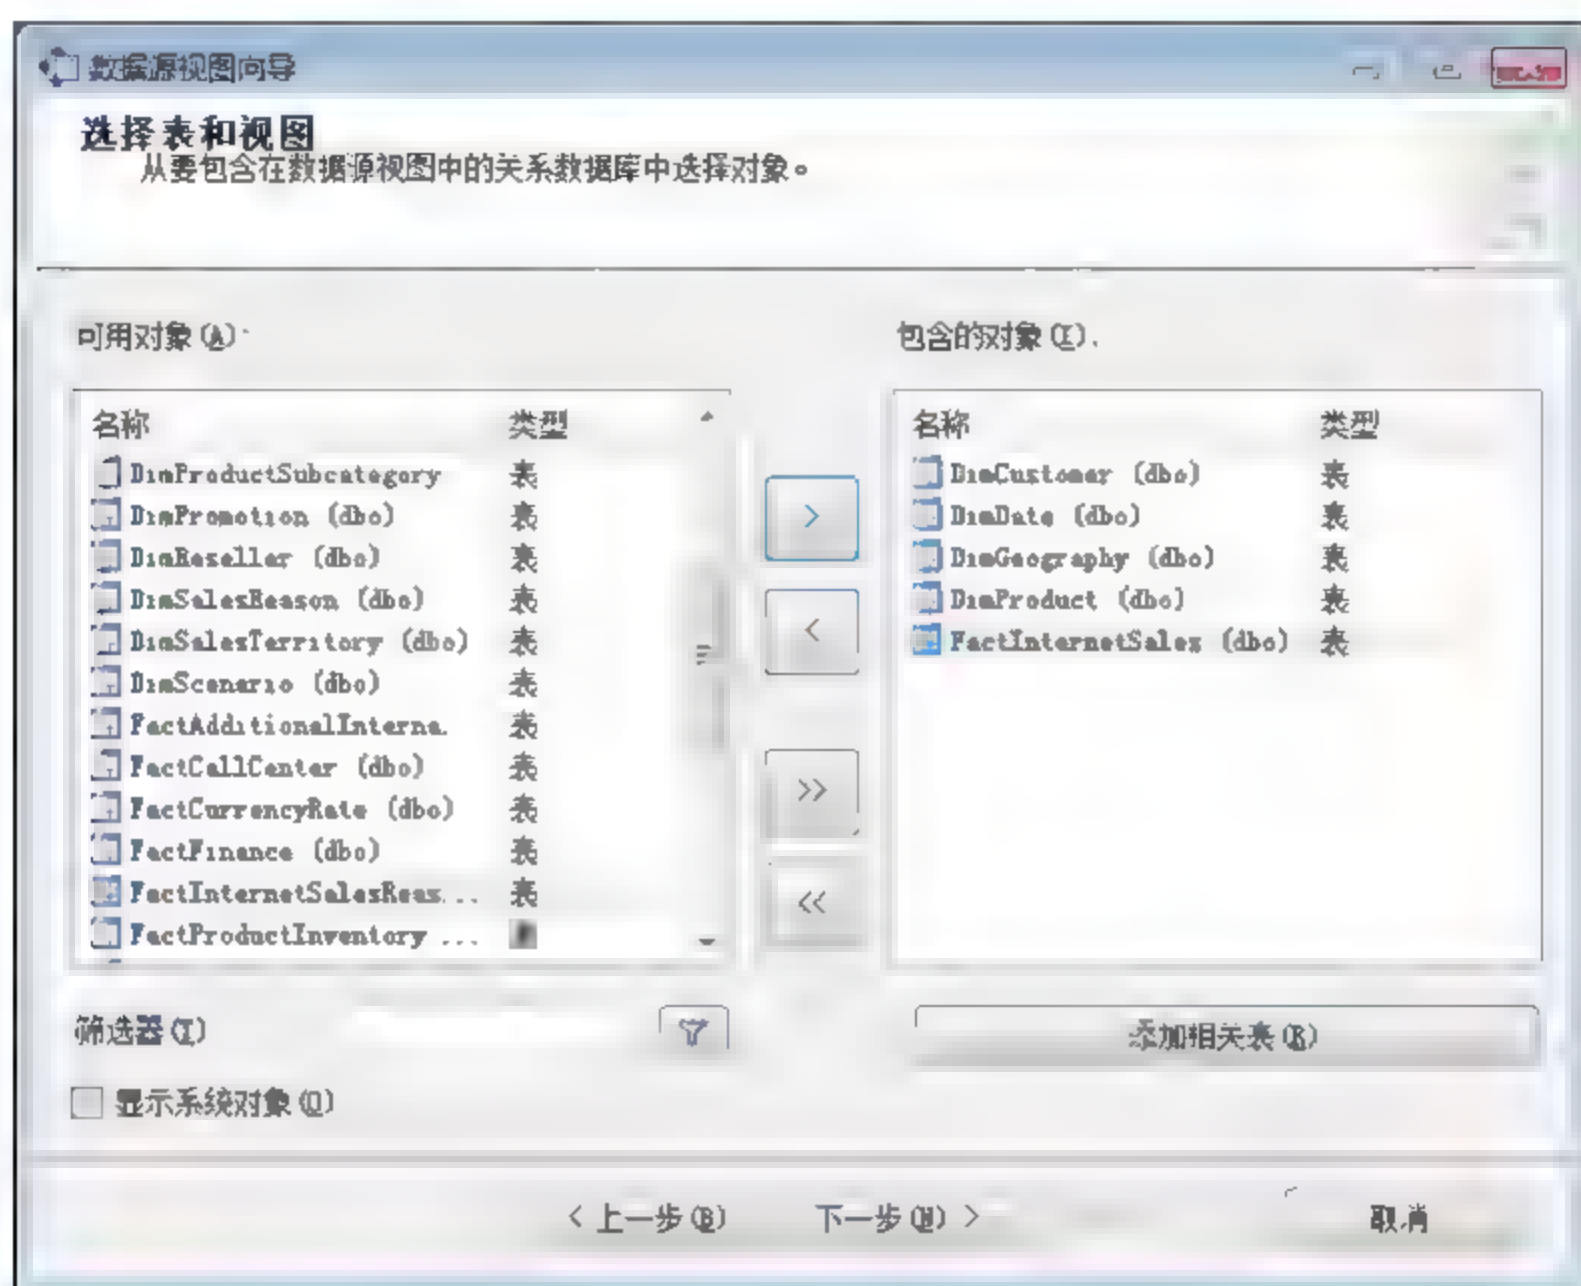 数据源视图向导
选择表和视图
从要包含在数据源视图中的关系数据库中选择对象。
可用对象(A):
名称 类型
DimProductSubcategory 表
DimPromotion (dbo) 表
DimReseller (dbo) 表
DimSalesReason (dbo) 表
DimSalesTerritory (dbo) 表
DimScenario (dbo) 表
FactAdditionalInterna. 表
FactCallCenter (dbo) 表
FactCurrencyRate (dbo) 表
FactFinance (dbo) 表
FactInternetSalesReas... 表
FactProductInventory ...
>
<
>>
<<
包含的对象(I):
名称 类型
DimCustomer (dbo) 表
DimDate (dbo) 表
DimGeography (dbo) 表
DimProduct (dbo) 表
FactInternetSales (dbo) 表
筛选器(I)
添加相关表(R)
显示系统对象(Q)
< 上一步(B) 下一步(N) > 取消